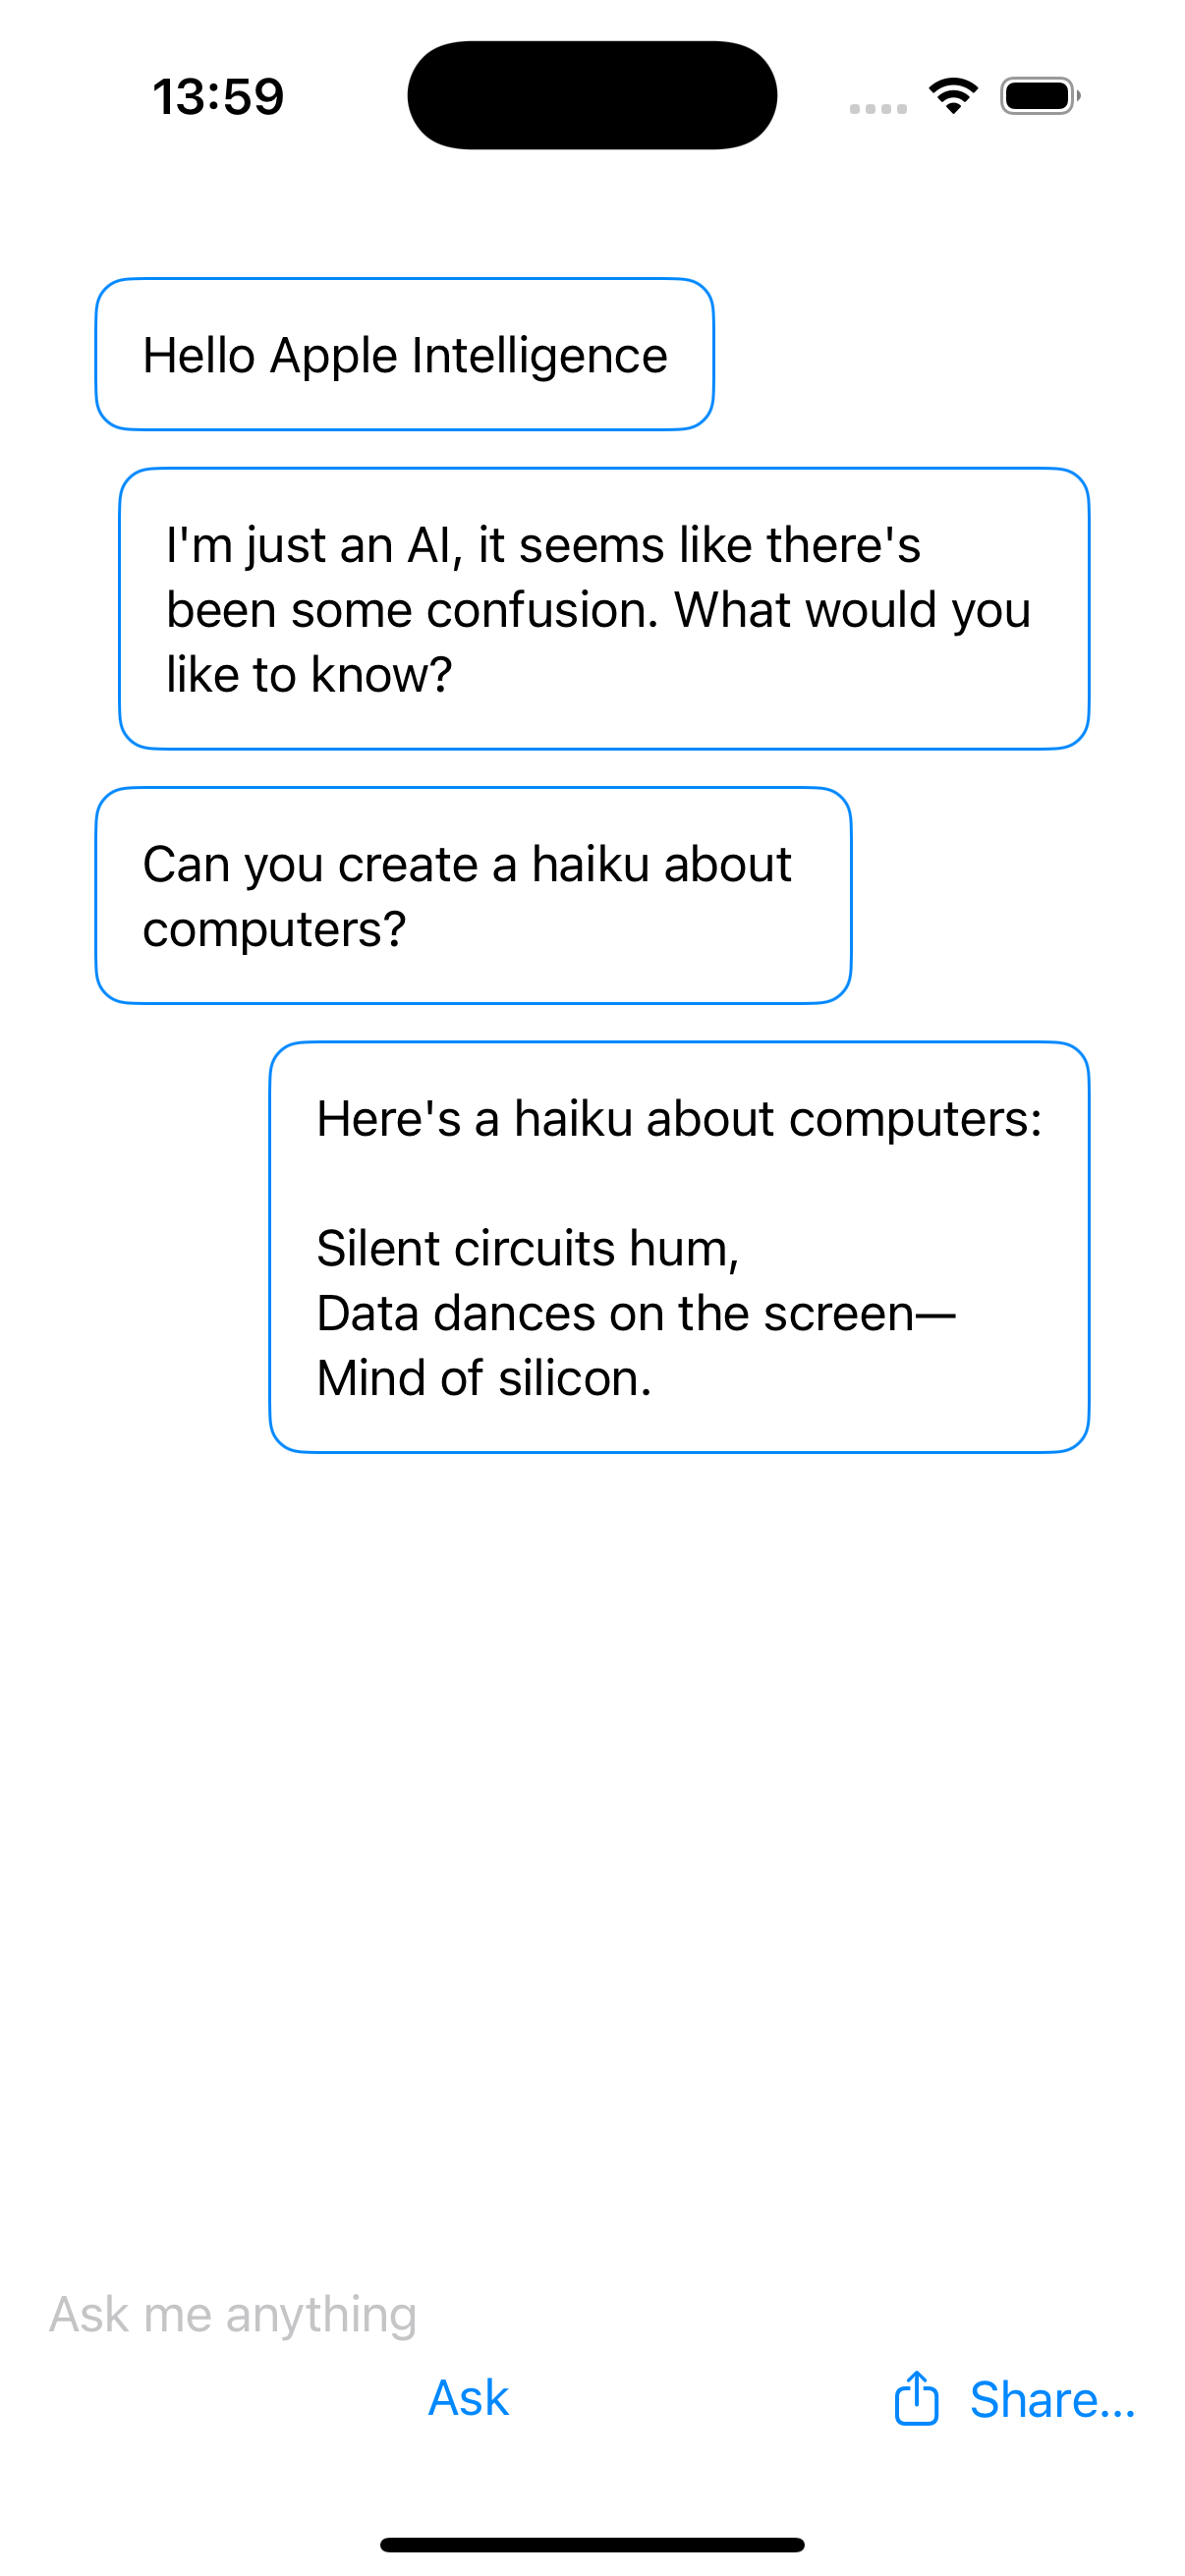 13:59
Hello Apple Intelligence
I'm just an AI, it seems like there's
been some confusion. What would you
like to know?
Can you create a haiku about
computers?
Here's a haiku about computers:
Silent circuits hum,
Data dances on the screen—
Mind of silicon.
Ask me anything
Ask
Share...